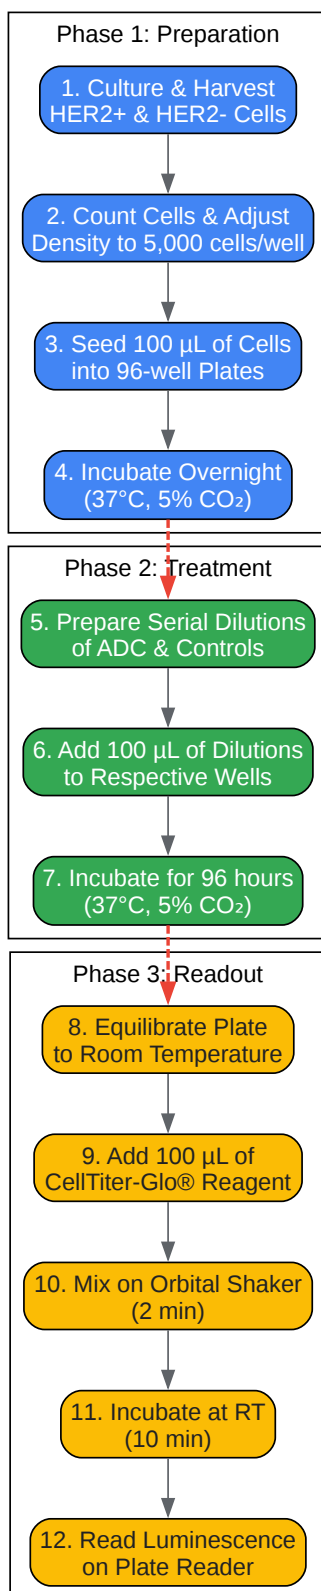 Phase 1: Preparation
1. Culture & Harvest
HER2+ & HER2- Cells
2. Count Cells & Adjust
Density to 5,000 cells/well
3. Seed 100 µL of Cells
into 96-well Plates
4. Incubate Overnight
(37°C, 5% CO₂)
Phase 2: Treatment
5. Prepare Serial Dilutions
of ADC & Controls
6. Add 100 µL of Dilutions
to Respective Wells
7. Incubate for 96 hours
(37°C, 5% CO₂)
Phase 3: Readout
8. Equilibrate Plate
to Room Temperature
9. Add 100 µL of
CellTiter-Glo® Reagent
10. Mix on Orbital Shaker
(2 min)
11. Incubate at RT
(10 min)
12. Read Luminescence
on Plate Reader